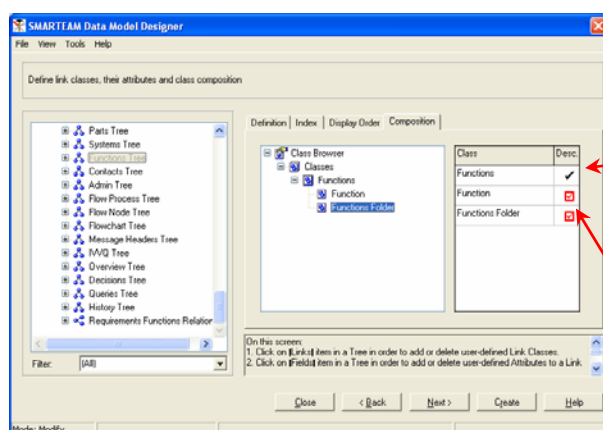 SMARTEAM Data Model Designer
File View Tools Help
Define link classes, their attributes and class composition
Parts Tree
Systems Tree
Functions Tree
Contacts Tree
Admin Tree
Flow Process Tree
Flow Node Tree
Flowchart Tree
Message Headers Tree
IVVQ Tree
Overview Tree
Decisions Tree
Queries Tree
History Tree
Requirements Functions Relation
Filter: (All)
Definition Index Display Order Composition
Class Browser
Classes
Functions
Function
Functions Folder
Class Desc.
Functions
Function
Functions Folder
On this screen:
1. Click on |Links| item in a Tree in order to add or delete user-defined Link Classes.
2. Click on |Fields| item in a Tree in order to add or delete user-defined Attributes to a Link
Close < Back Next > Create Help
Mode: Modify